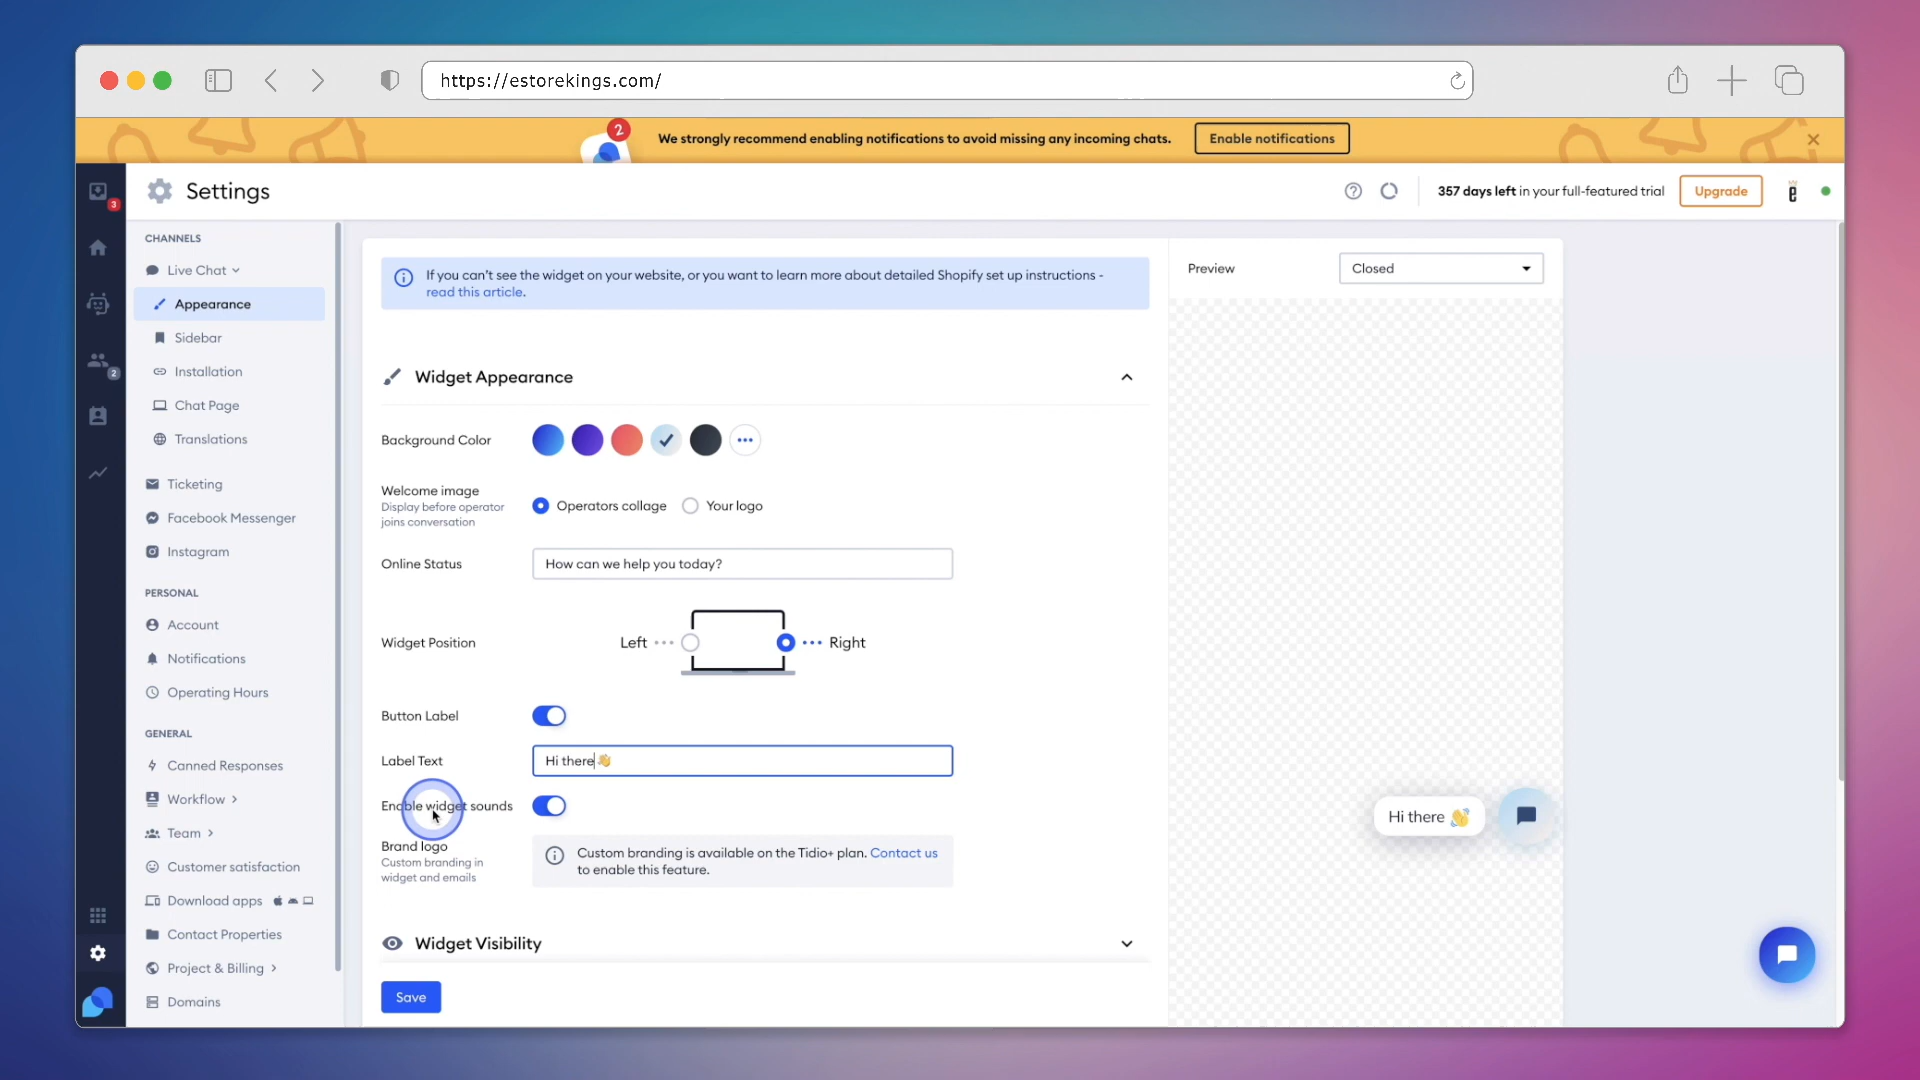 https://estorekings.com/
2
We strongly recommend enabling notifications to avoid missing any incoming chats.
Enable notifications
3
Settings
357 days left in your full-featured trial
Upgrade
e
CHANNELS
Live Chat
Appearance
Sidebar
Installation
2
Chat Page
Translations
Ticketing
Facebook Messenger
Instagram
PERSONAL
Account
Notifications
Operating Hours
GENERAL
Canned Responses
Workflow
Team
Customer satisfaction
Download apps
Contact Properties
Project & Billing
Domains
If you can't see the widget on your website, or you want to learn more about detailed Shopify set up instructions -
read this article.
Widget Appearance
Background Color
Welcome image
Display before operator
joins conversation
Operators collage
Your logo
Online Status
How can we help you today?
Widget Position
Left
Right
Button Label
Label Text
Hi there👋
Enable widget sounds
Brand logo
Custom branding in
widget and emails
Custom branding is available on the Tidio+ plan. Contact us
to enable this feature.
Widget Visibility
Save
Preview
Closed
Hi there 👋